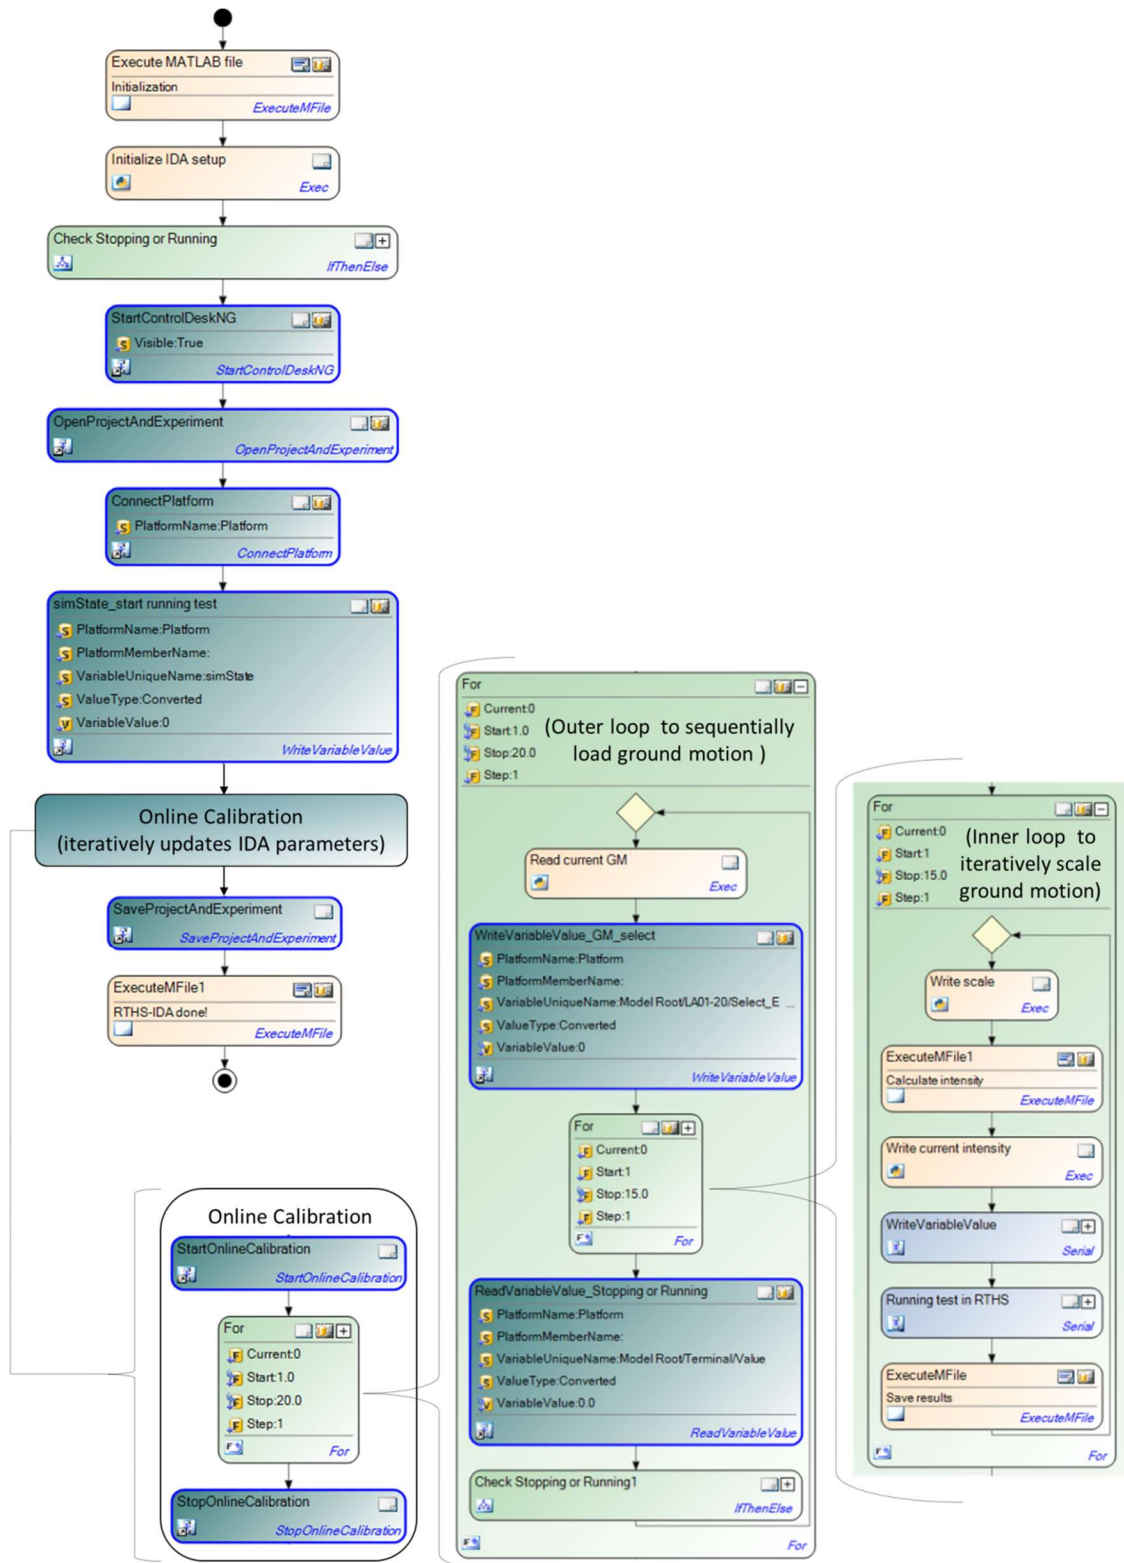 Execute MATLAB file
Initialization
ExecuteMFile
Initialize IDA setup
Exec
Check Stopping or Running
IfThenElse
StartControlDeskNG
Visible:True
StartControlDeskNG
OpenProjectAndExperiment
OpenProjectAndExperiment
ConnectPlatform
PlatformName:Platform
ConnectPlatform
simState_start running test
PlatformName:Platform
PlatformMemberName:
VariableUniqueName:simState
ValueType:Converted
VariableValue:0
WriteVariableValue
Online Calibration
(iteratively updates IDA parameters)
SaveProjectAndExperiment
SaveProjectAndExperiment
ExecuteMFile1
RTHS-IDA done!
ExecuteMFile
Online Calibration
StartOnlineCalibration
StartOnlineCalibration
For
Current:0
Start:1.0
Stop:20.0
Step:1
For
StopOnlineCalibration
StopOnlineCalibration
For
Current:0
Start:1.0
Stop:20.0
Step:1
(Outer loop to sequentially
load ground motion )
Read current GM
Exec
WriteVariableValue_GM_select
PlatformName:Platform
PlatformMemberName:
VariableUniqueName:Model Root/LA01-20/Select_E ...
ValueType:Converted
VariableValue:0
WriteVariableValue
For
Current:0
Start:1
Stop:15.0
Step:1
For
ReadVariableValue_Stopping or Running
PlatformName:Platform
PlatformMemberName:
VariableUniqueName:Model Root/Terminal/Value
ValueType:Converted
VariableValue:0.0
ReadVariableValue
Check Stopping or Running1
IfThenElse
For
For
Current:0
Start:1
Stop:15.0
Step:1
(Inner loop to
iteratively scale
ground motion)
Write scale
Exec
ExecuteMFile1
Calculate intensity
ExecuteMFile
Write current intensity
Exec
WriteVariableValue
Serial
Running test in RTHS
Serial
ExecuteMFile
Save results
ExecuteMFile
For